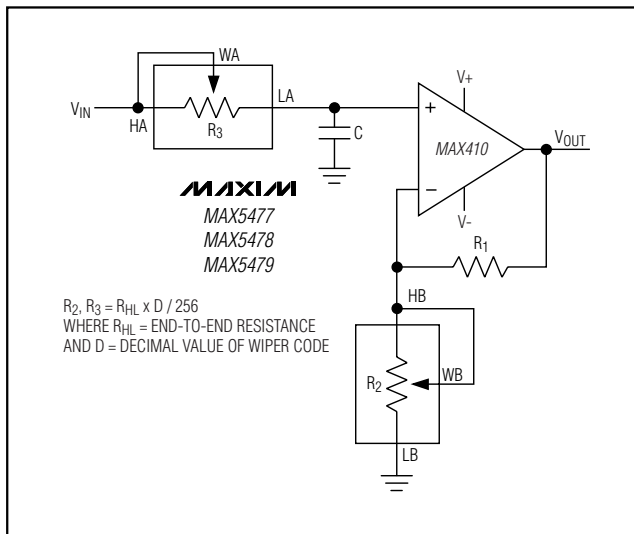 WA
V+
VIN
HA
R3
LA
C
+
−
MAX410
VOUT
V-
MAXIM
MAX5477
MAX5478
MAX5479
R1
HB
R2, R3 = RHL x D / 256
WHERE RHL = END-TO-END RESISTANCE
AND D = DECIMAL VALUE OF WIPER CODE
R2
WB
LB